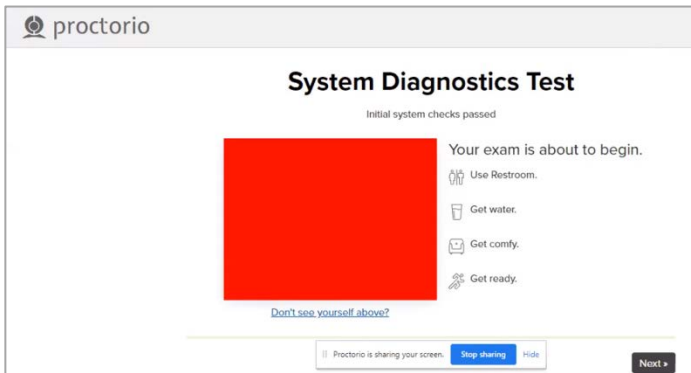 proctorio
System Diagnostics Test
Initial system checks passed
Your exam is about to begin.
Use Restroom.
Get water.
Get comfy.
Get ready.
Don't see yourself above?
Proctorio is sharing your screen. Stop sharing Hide
Next »